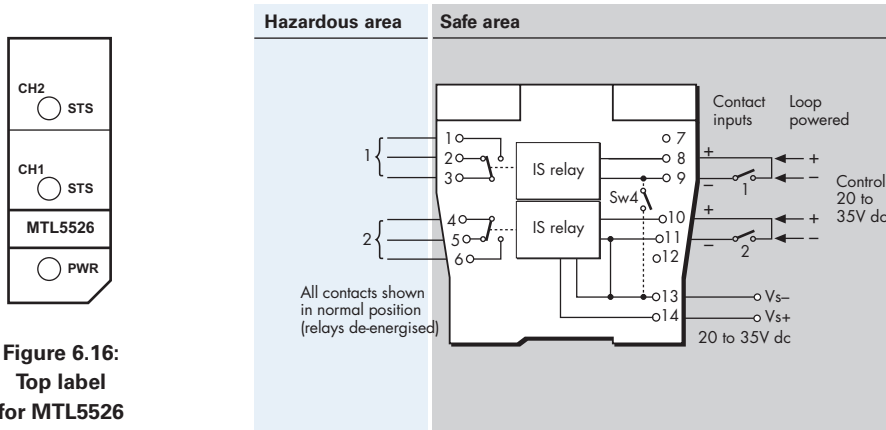 CH2
STS
CH1
STS
MTL5526
PWR
Figure 6.16:
Top label
for MTL5526
Hazardous area
Safe area
Contact
inputs
Loop
powered
1
2
3
4
5
6
1
2
IS relay
IS relay
Sw4
7
8
9
10
11
12
13
14
+
–
1
+
–
2
+
–
+
–
Control
20 to
35V dc
Vs–
Vs+
20 to 35V dc
All contacts shown
in normal position
(relays de-energised)